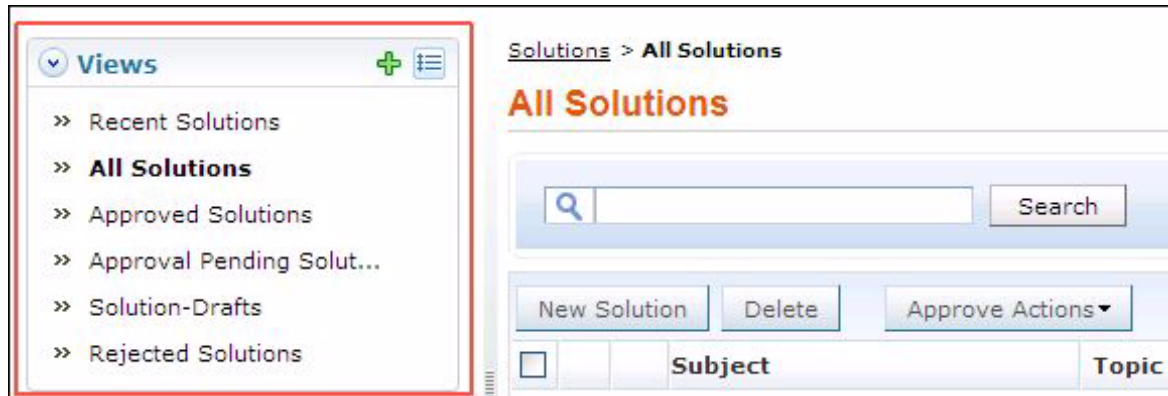 Views
» Recent Solutions
» All Solutions
» Approved Solutions
» Approval Pending Solut...
» Solution-Drafts
» Rejected Solutions
Solutions > All Solutions
All Solutions
Search
New Solution Delete Approve Actions
Subject Topic